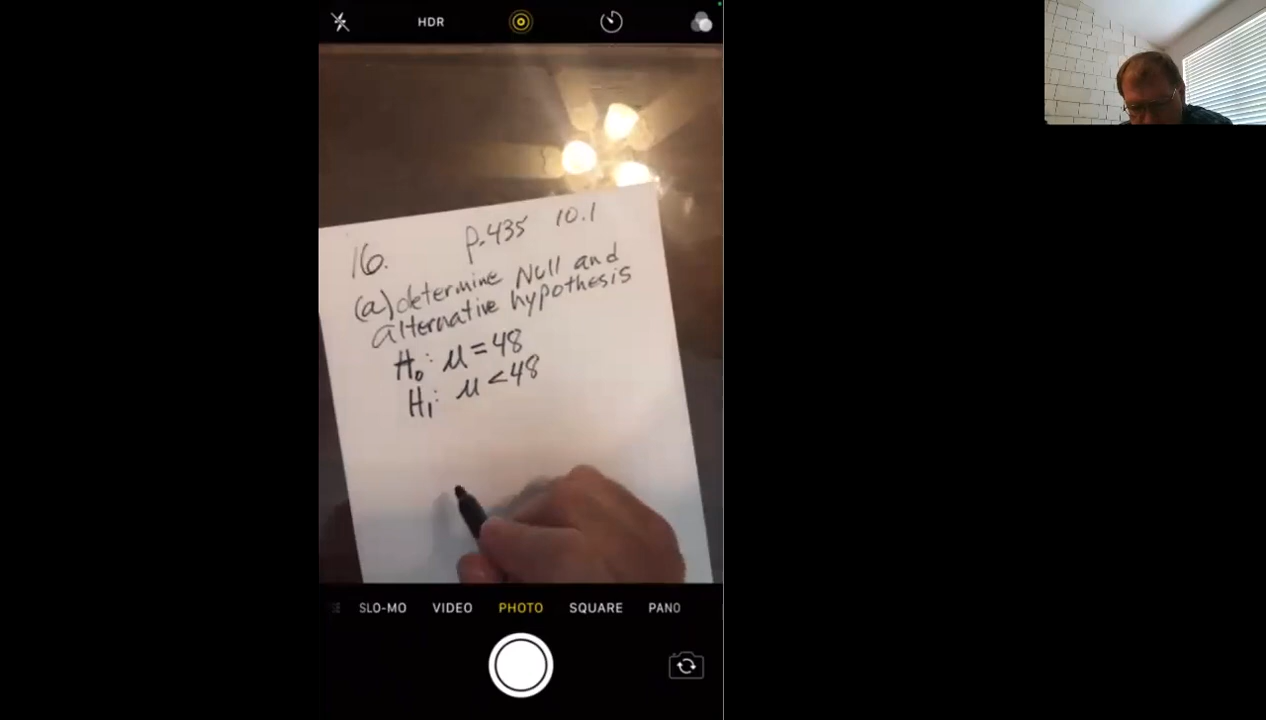 HDR
16. p.435 10.1
(a) determine Null and
alternative hypothesis
H₀: μ = 48
H₁: μ < 48
SLO-MO VIDEO PHOTO SQUARE PANO